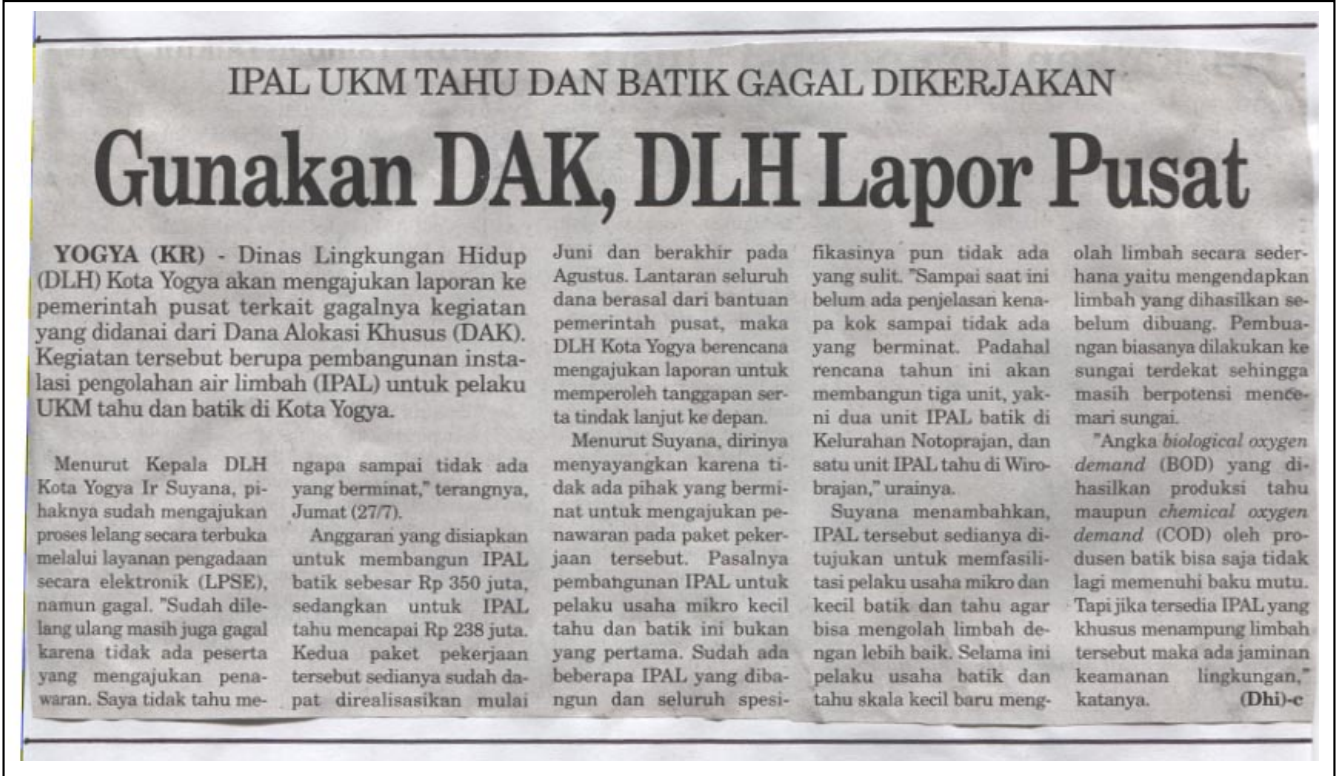 IPAL UKM TAHU DAN BATIK GAGAL DIKERJAKAN
Gunakan DAK, DLH Lapor Pusat
YOGYA (KR) - Dinas Lingkungan Hidup
(DLH) Kota Yogya akan mengajukan laporan ke
pemerintah pusat terkait gagalnya kegiatan
yang didanai dari Dana Alokasi Khusus (DAK).
Kegiatan tersebut berupa pembangunan insta-
lasi pengolahan air limbah (IPAL) untuk pelaku
UKM tahu dan batik di Kota Yogya.
Menurut Kepala DLH
Kota Yogya Ir Suyana, pi-
haknya sudah mengajukan
proses lelang secara terbuka
melalui layanan pengadaan
secara elektronik (LPSE),
namun gagal. "Sudah dile-
lang ulang masih juga gagal
karena tidak ada peserta
yang mengajukan pena-
waran. Saya tidak tahu me-
ngapa sampai tidak ada
yang berminat," terangnya,
Jumat (27/7).
Anggaran yang disiapkan
untuk membangun IPAL
batik sebesar Rp 350 juta,
sedangkan untuk IPAL
tahu mencapai Rp 238 juta.
Kedua paket pekerjaan
tersebut sedianya sudah da-
pat direalisasikan mulai
Juni dan berakhir pada
Agustus. Lantaran seluruh
dana berasal dari bantuan
pemerintah pusat, maka
DLH Kota Yogya berencana
mengajukan laporan untuk
memperoleh tanggapan ser-
ta tindak lanjut ke depan.
Menurut Suyana, dirinya
menyayangkan karena ti-
dak ada pihak yang bermi-
nat untuk mengajukan pe-
nawaran pada paket peker-
jaan tersebut. Pasalnya
pembangunan IPAL untuk
pelaku usaha mikro kecil
tahu dan batik ini bukan
yang pertama. Sudah ada
beberapa IPAL yang diba-
ngun dan seluruh spesi-
fikasinya pun tidak ada
yang sulit. "Sampai saat ini
belum ada penjelasan kena-
pa kok sampai tidak ada
yang berminat. Padahal
rencana tahun ini akan
membangun tiga unit, yak-
ni dua unit IPAL batik di
Kelurahan Notoprajan, dan
satu unit IPAL tahu di Wiro-
brajan," urainya.
Suyana menambahkan,
IPAL tersebut sedianya di-
tujukan untuk memfasili-
tasi pelaku usaha mikro dan
kecil batik dan tahu agar
bisa mengolah limbah de-
ngan lebih baik. Selama ini
pelaku usaha batik dan
tahu skala kecil baru meng-
olah limbah secara seder-
hana yaitu mengendapkan
limbah yang dihasilkan se-
belum dibuang. Pembua-
ngan biasanya dilakukan ke
sungai terdekat sehingga
masih berpotensi mence-
mari sungai.
"Angka biological oxygen
demand (BOD) yang di-
hasilkan produksi tahu
maupun chemical oxygen
demand (COD) oleh pro-
dusen batik bisa saja tidak
lagi memenuhi baku mutu.
Tapi jika tersedia IPAL yang
khusus menampung limbah
tersebut maka ada jaminan
keamanan lingkungan,"
katanya. (Dhi)-c